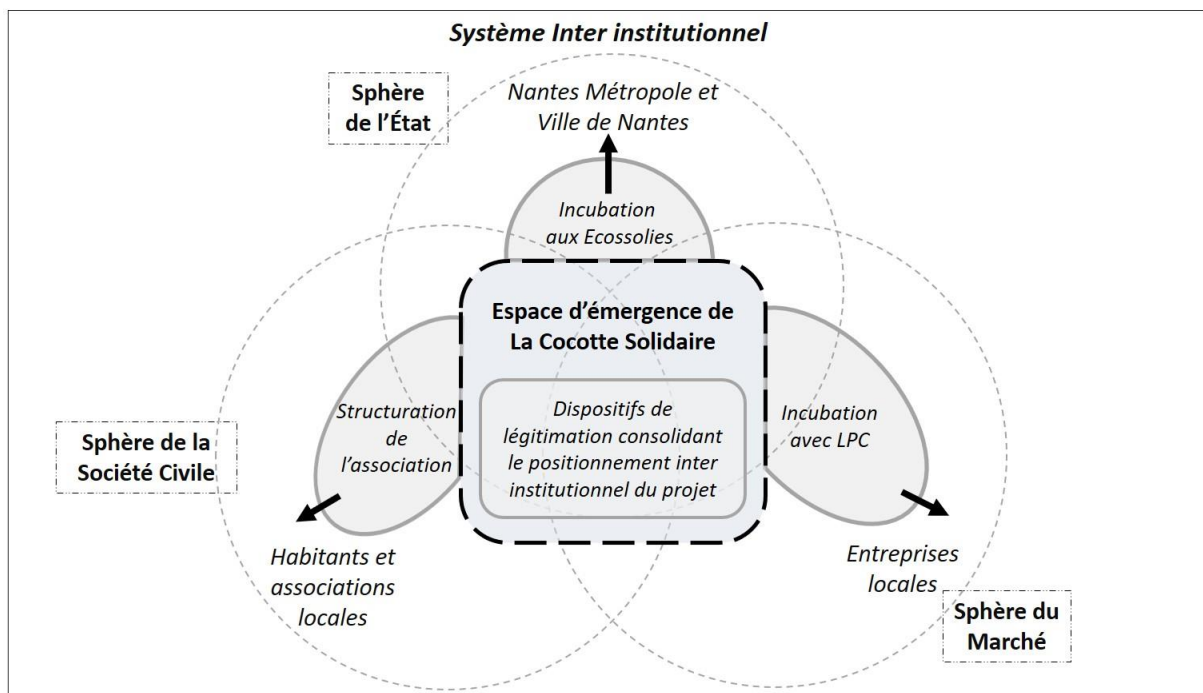 Système Inter institutionnel
Sphère
de l’État
Nantes Métropole et
Ville de Nantes
Incubation
aux Ecossolies
Espace d’émergence de
La Cocotte Solidaire
Dispositifs de
légitimation consolidant
le positionnement inter
institutionnel du projet
Structuration
de
l’association
Incubation
avec LPC
Sphère de la
Société Civile
Habitants et
associations
locales
Entreprises
locales
Sphère du
Marché